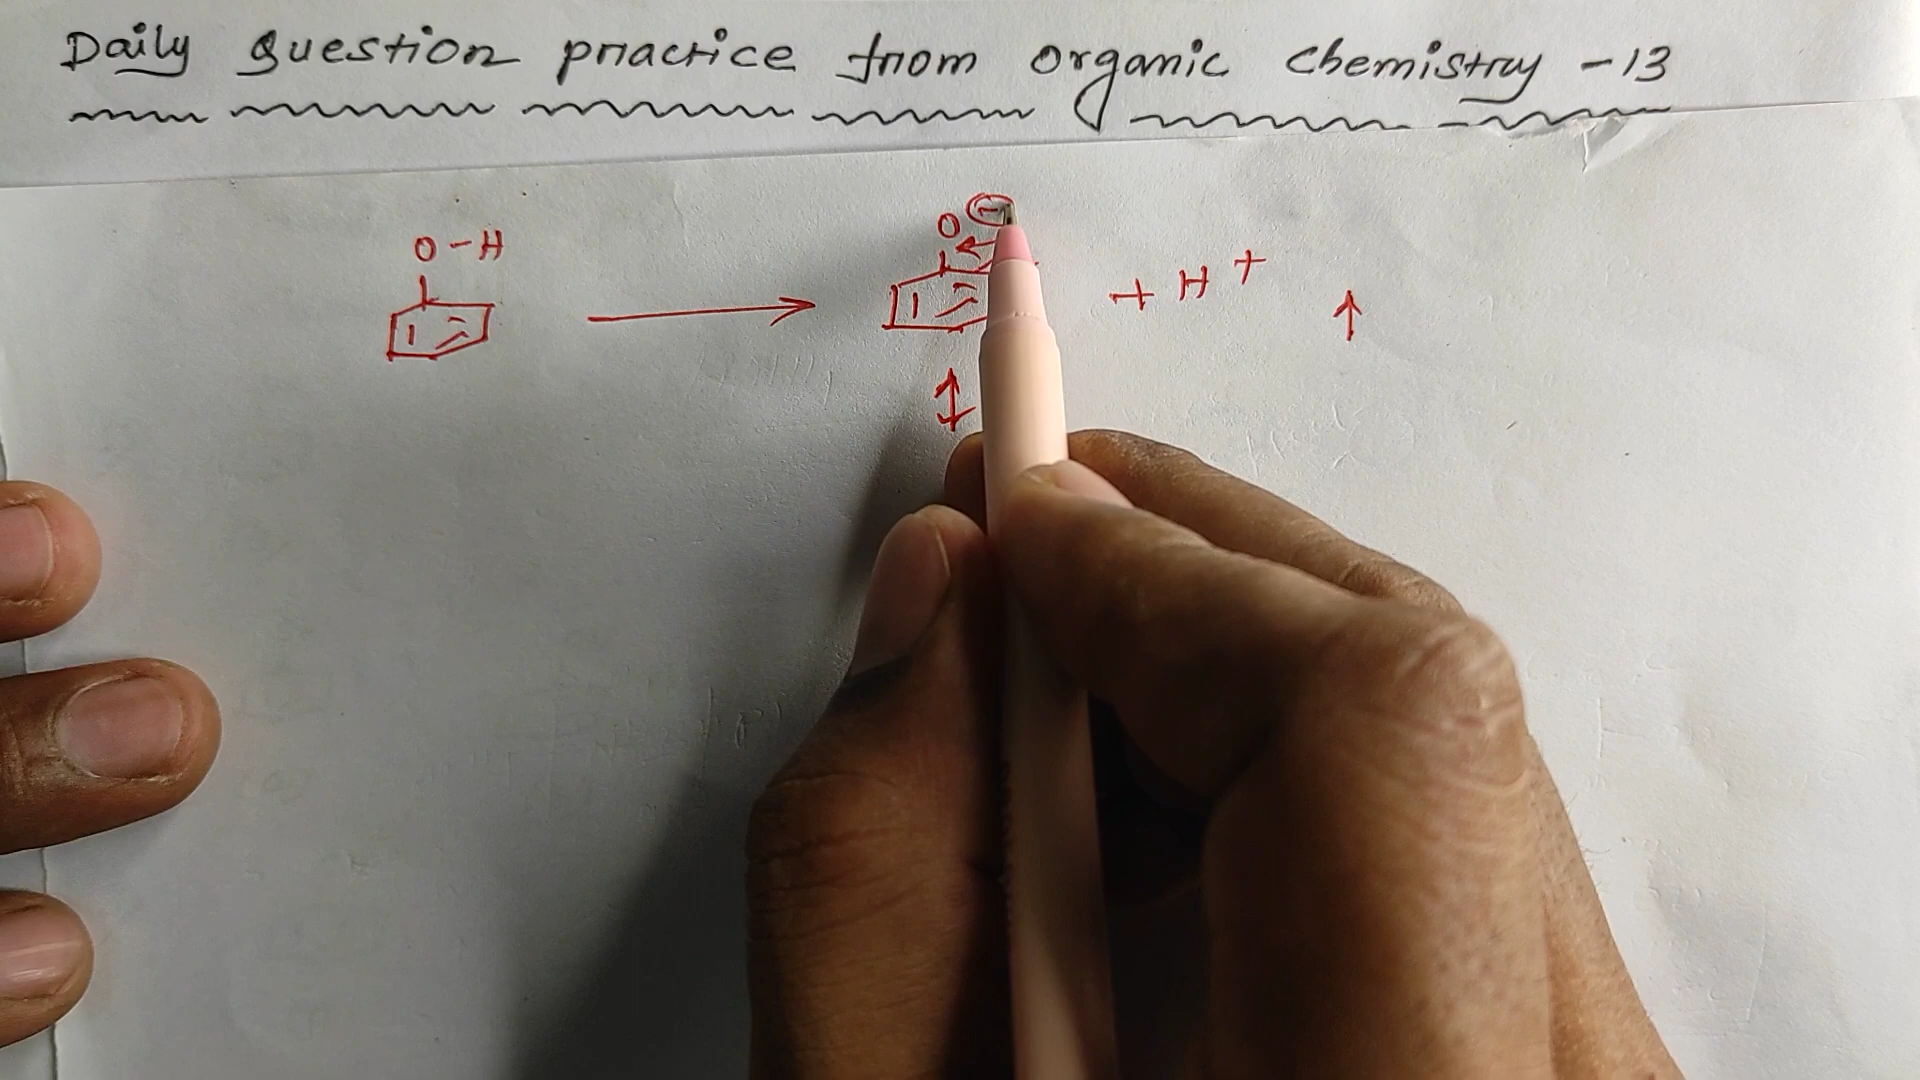 Daily Question practice from organic chemistry - 13
O - H
O -
+ H +